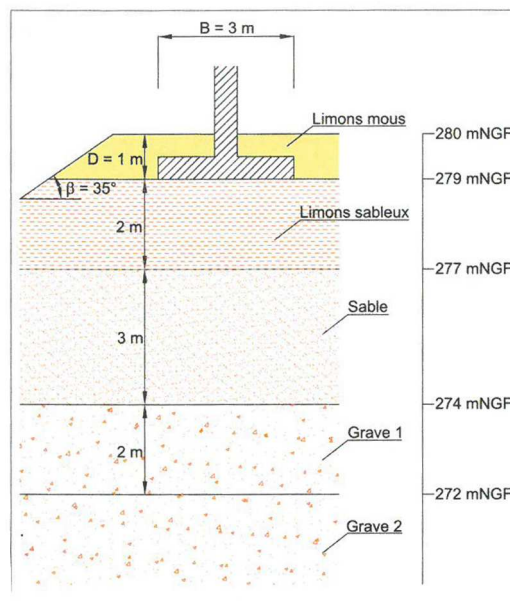 B = 3 m
Limons mous
280 mNGF
D = 1 m
279 mNGF
β = 35°
2 m
Limons sableux
277 mNGF
Sable
3 m
274 mNGF
Grave 1
2 m
272 mNGF
Grave 2